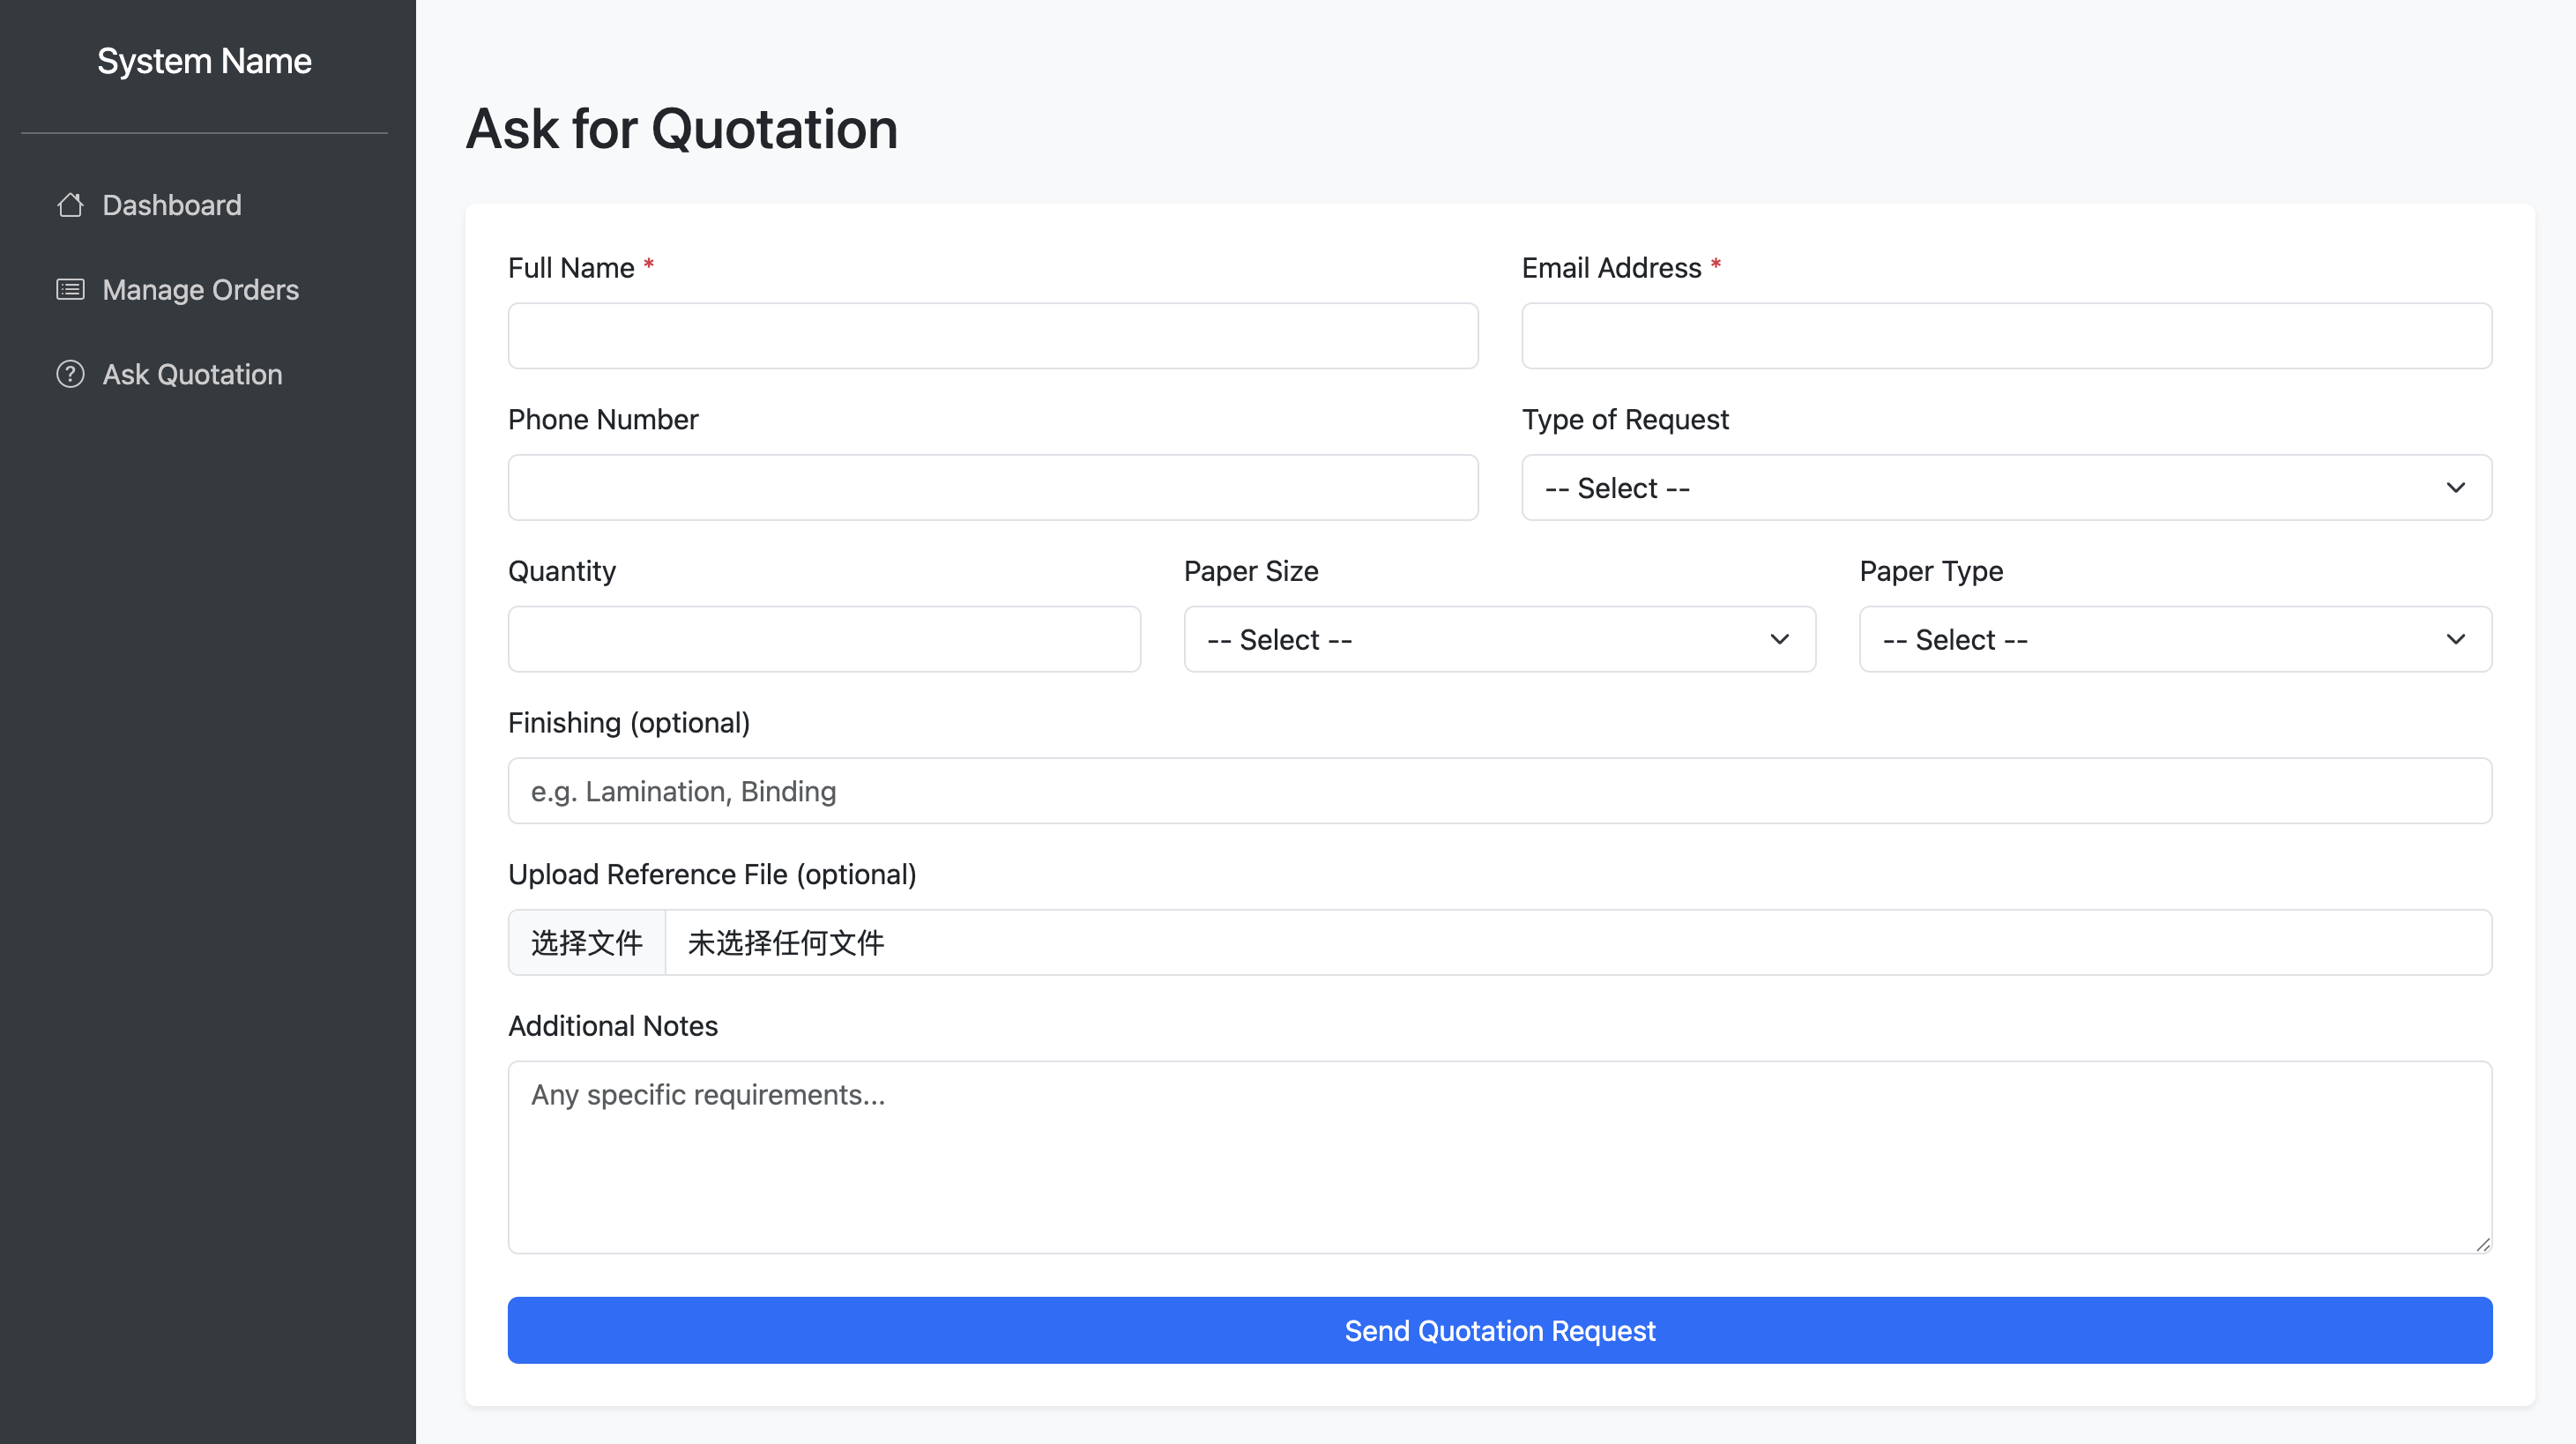 System Name
Dashboard
Manage Orders
Ask Quotation
Ask for Quotation
Full Name *
Email Address *
Phone Number
Type of Request
-- Select --
Quantity
Paper Size
Paper Type
-- Select --
-- Select --
Finishing (optional)
e.g. Lamination, Binding
Upload Reference File (optional)
选择文件 未选择任何文件
Additional Notes
Any specific requirements...
Send Quotation Request